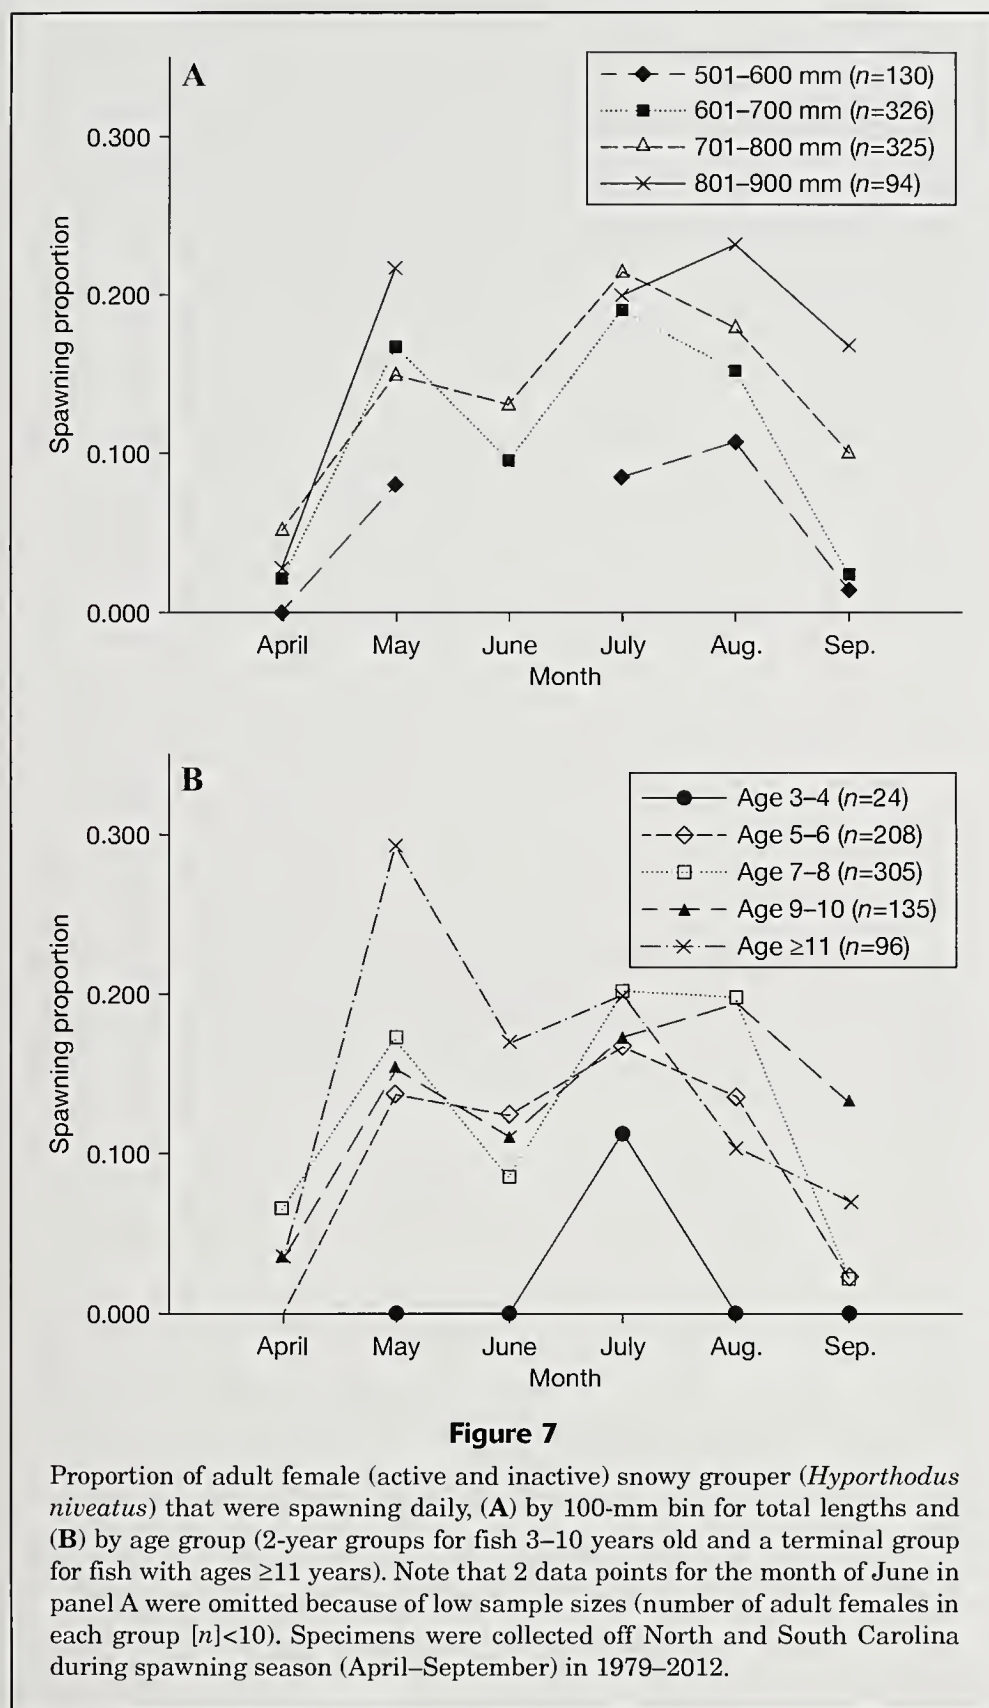 A
501–600 mm (n=130)
601–700 mm (n=326)
701–800 mm (n=325)
801–900 mm (n=94)
0.300
0.200
0.100
0.000
Spawning proportion
April May June July Aug. Sep.
Month
B
Age 3–4 (n=24)
Age 5–6 (n=208)
Age 7–8 (n=305)
Age 9–10 (n=135)
Age ≥11 (n=96)
0.300
0.200
0.100
0.000
Spawning proportion
April May June July Aug. Sep.
Month
Figure 7
Proportion of adult female (active and inactive) snowy grouper (Hyporthodus
niveatus) that were spawning daily, (A) by 100-mm bin for total lengths and
(B) by age group (2-year groups for fish 3–10 years old and a terminal group
for fish with ages ≥11 years). Note that 2 data points for the month of June in
panel A were omitted because of low sample sizes (number of adult females in
each group [n]<10). Specimens were collected off North and South Carolina
during spawning season (April–September) in 1979–2012.